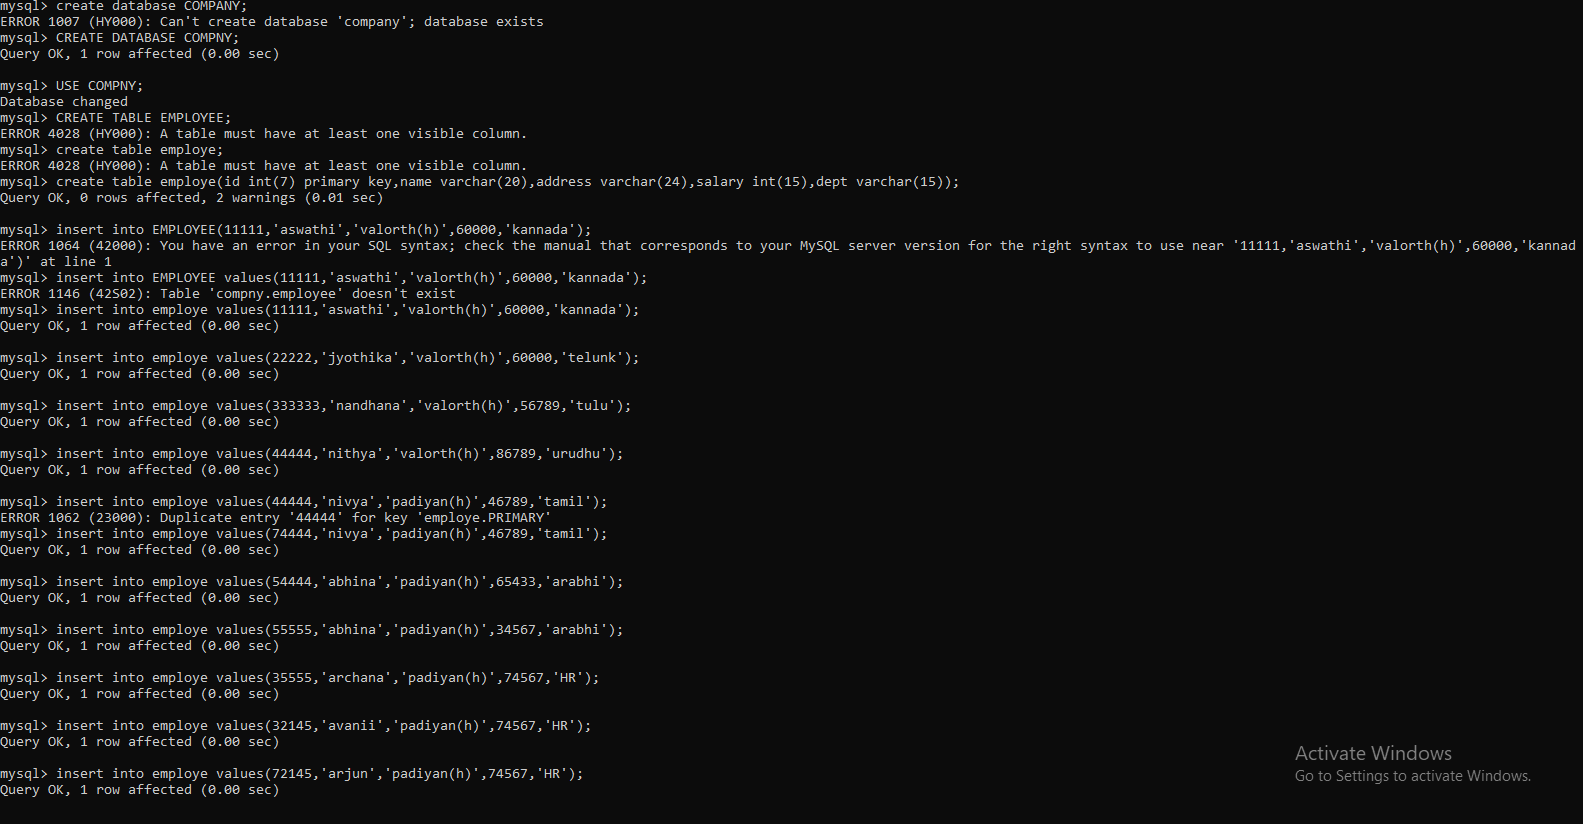 mysql> create database COMPANY;
ERROR 1007 (HY000): Can't create database 'company'; database exists
mysql> CREATE DATABASE COMPNY;
Query OK, 1 row affected (0.00 sec)
mysql> USE COMPNY;
Database changed
mysql> CREATE TABLE EMPLOYEE;
ERROR 4028 (HY000): A table must have at least one visible column.
mysql> create table employe;
ERROR 4028 (HY000): A table must have at least one visible column.
mysql> create table employe(id int(7) primary key,name varchar(20),address varchar(24),salary int(15),dept varchar(15));
Query OK, 0 rows affected, 2 warnings (0.01 sec)
mysql> insert into EMPLOYEE(11111,'aswathi','valorth(h)',60000,'kannada');
ERROR 1064 (42000): You have an error in your SQL syntax; check the manual that corresponds to your MySQL server version for the right syntax to use near '11111,'aswathi','valorth(h)',60000,'kannad
a')' at line 1
mysql> insert into EMPLOYEE values(11111,'aswathi','valorth(h)',60000,'kannada');
ERROR 1146 (42S02): Table 'compny.employee' doesn't exist
mysql> insert into employe values(11111,'aswathi','valorth(h)',60000,'kannada');
Query OK, 1 row affected (0.00 sec)
mysql> insert into employe values(22222,'jyothika','valorth(h)',60000,'telunk');
Query OK, 1 row affected (0.00 sec)
mysql> insert into employe values(333333,'nandhana','valorth(h)',56789,'tulu');
Query OK, 1 row affected (0.00 sec)
mysql> insert into employe values(44444,'nithya','valorth(h)',86789,'urudhu');
Query OK, 1 row affected (0.00 sec)
mysql> insert into employe values(44444,'nivya','padiyan(h)',46789,'tamil');
ERROR 1062 (23000): Duplicate entry '44444' for key 'employe.PRIMARY'
mysql> insert into employe values(74444,'nivya','padiyan(h)',46789,'tamil');
Query OK, 1 row affected (0.00 sec)
mysql> insert into employe values(54444,'abhina','padiyan(h)',65433,'arabhi');
Query OK, 1 row affected (0.00 sec)
mysql> insert into employe values(55555,'abhina','padiyan(h)',34567,'arabhi');
Query OK, 1 row affected (0.00 sec)
mysql> insert into employe values(35555,'archana','padiyan(h)',74567,'HR');
Query OK, 1 row affected (0.00 sec)
mysql> insert into employe values(32145,'avanii','padiyan(h)',74567,'HR');
Query OK, 1 row affected (0.00 sec)
mysql> insert into employe values(72145,'arjun','padiyan(h)',74567,'HR');
Query OK, 1 row affected (0.00 sec)
Activate Windows
Go to Settings to activate Windows.